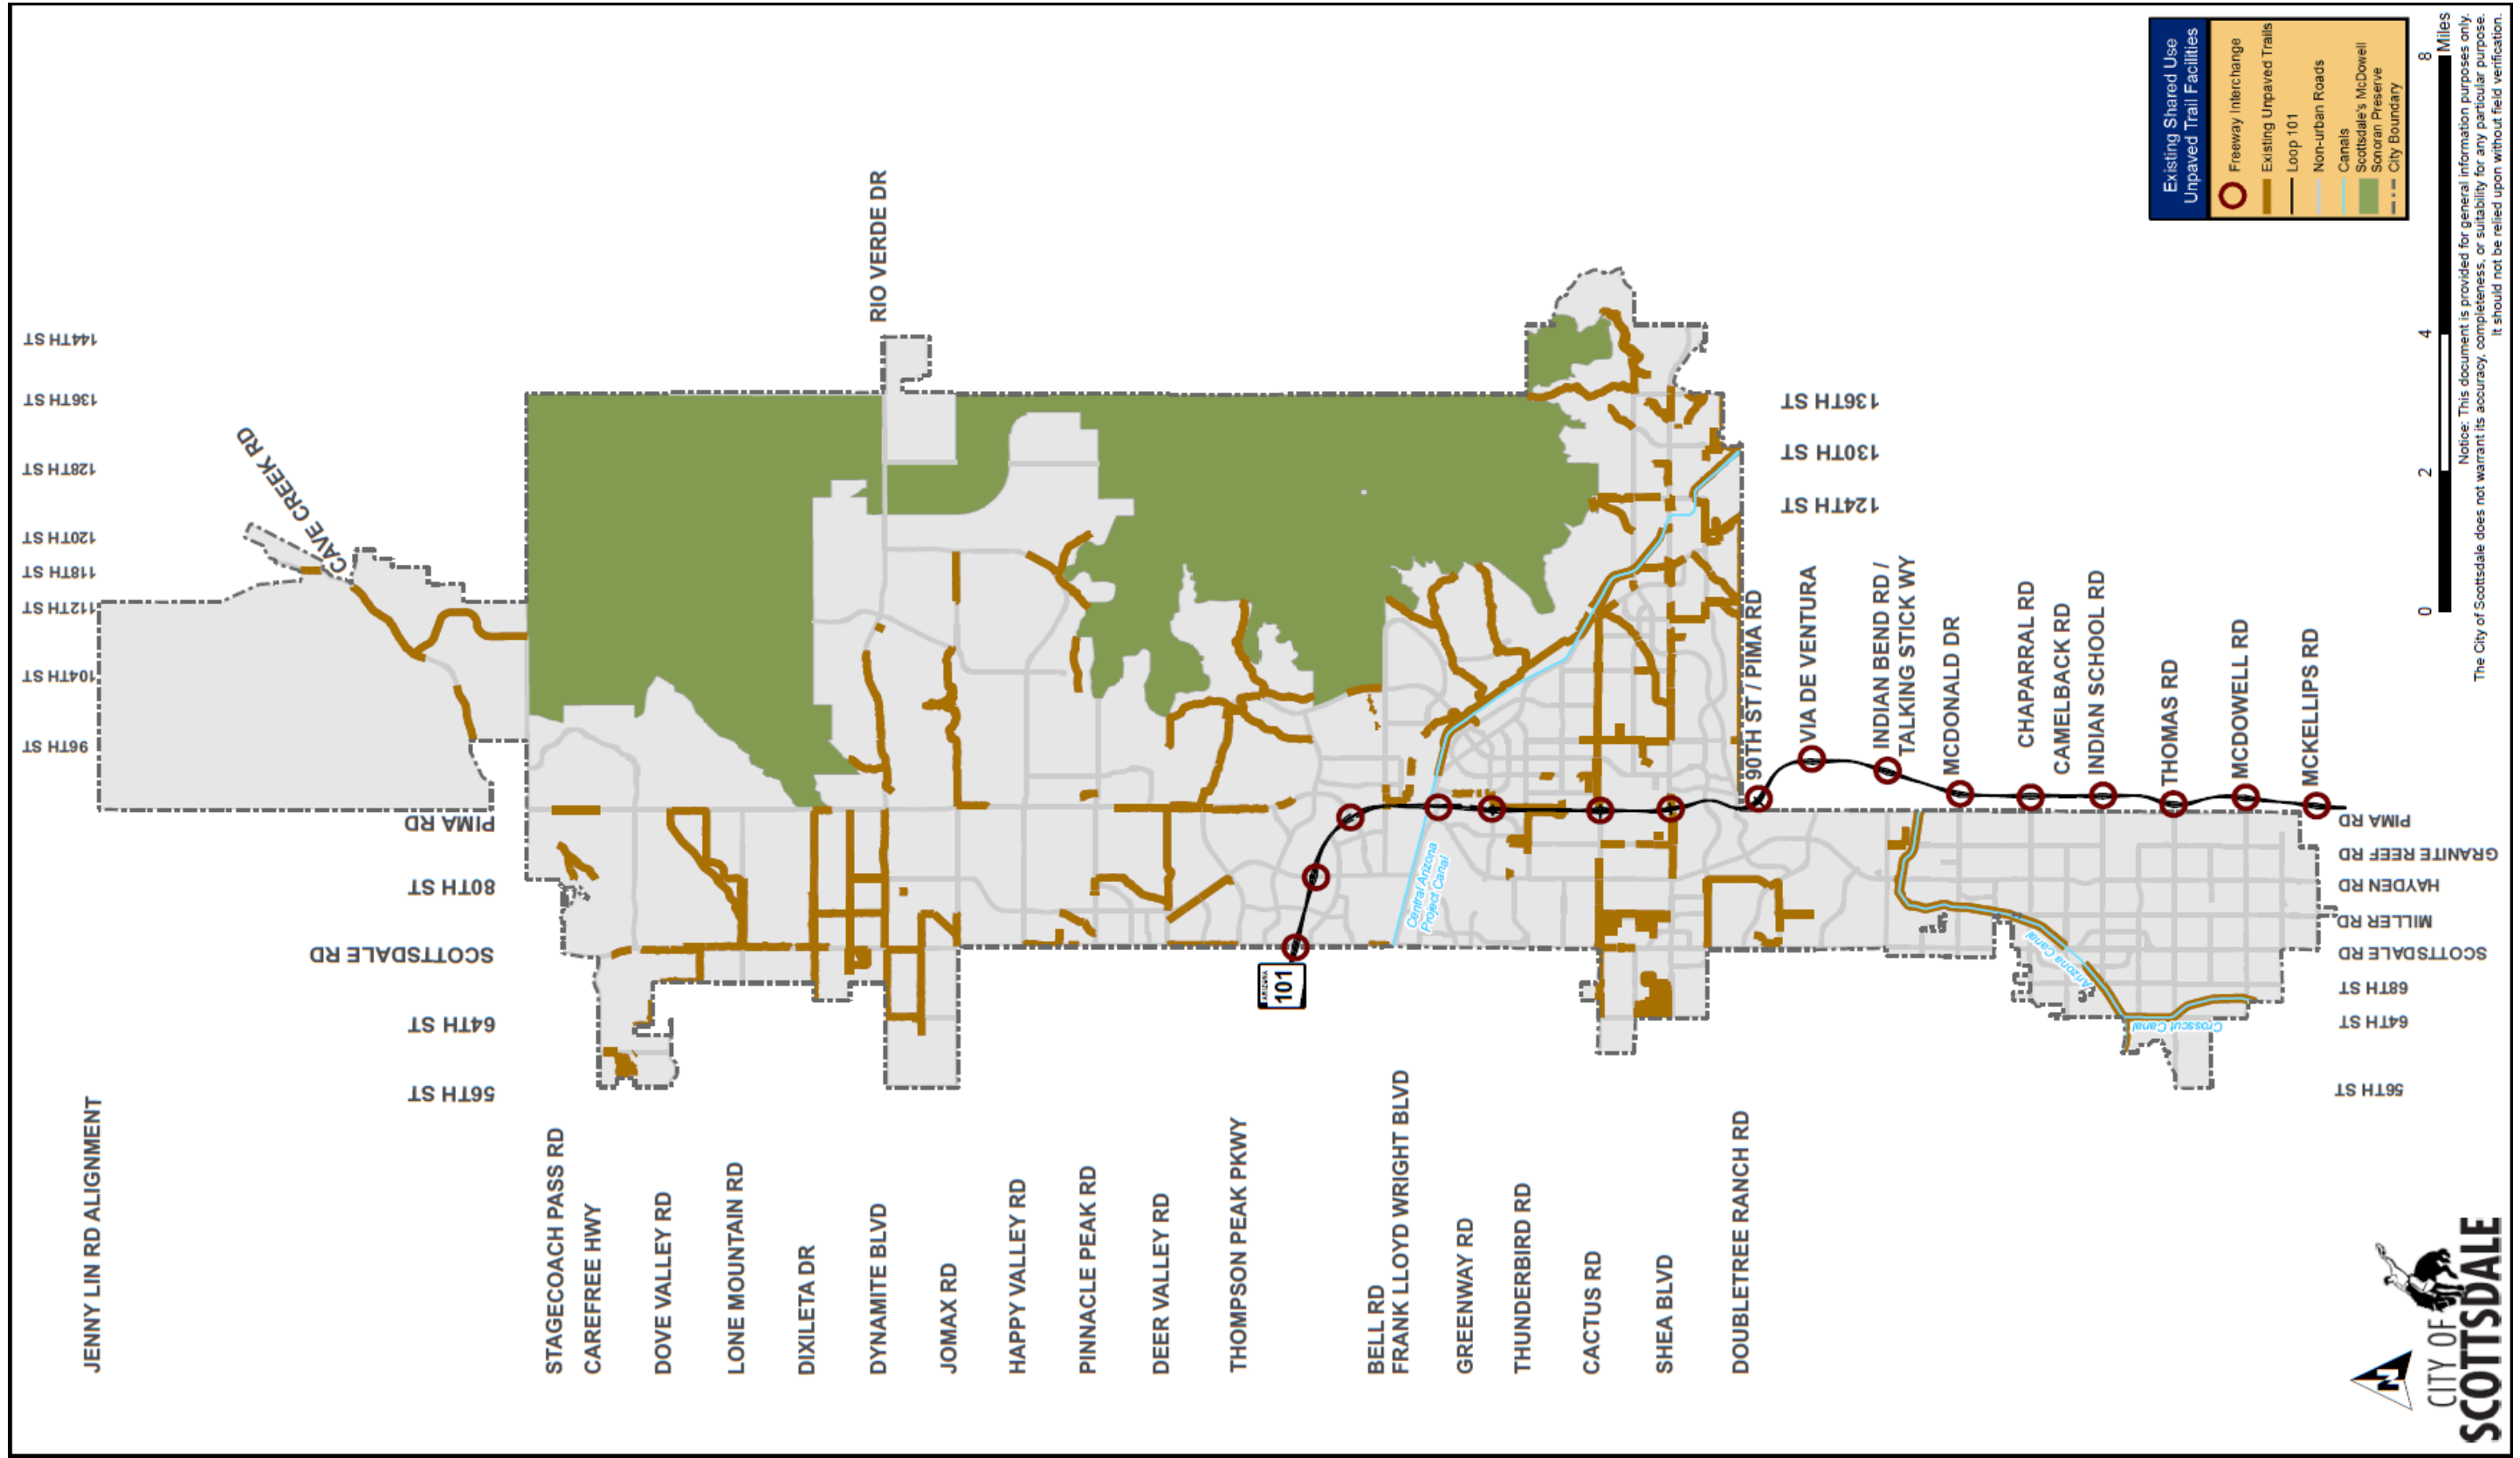 JENNY LIN RD ALIGNMENT
STAGECOACH PASS RD
CAREFREE HWY
DOVE VALLEY RD
LONE MOUNTAIN RD
DIXILETA DR
DYNAMITE BLVD
JOMAX RD
HAPPY VALLEY RD
PINNACLE PEAK RD
DEER VALLEY RD
THOMPSON PEAK PKWY
BELL RD
FRANK LLOYD WRIGHT BLVD
GREENWAY RD
THUNDERBIRD RD
CACTUS RD
SHEA BLVD
DOUBLETREE RANCH RD
96TH ST
104TH ST
112TH ST
118TH ST
120TH ST
128TH ST
136TH ST
144TH ST
CAVE CREEK RD
RIO VERDE DR
56TH ST
64TH ST
SCOTTSDALE RD
80TH ST
PIMA RD
101
Central Arizona
Project Canal
136TH ST
130TH ST
124TH ST
90TH ST / PIMA RD
VIA DE VENTURA
INDIAN BEND RD /
TALKING STICK WY
MCDONALD DR
CHAPARRAL RD
CAMELBACK RD
INDIAN SCHOOL RD
THOMAS RD
MCDOWELL RD
MCKELLIPS RD
Arizona Canal
Crosscut Canal
56TH ST
64TH ST
68TH ST
SCOTTSDALE RD
MILLER RD
HAYDEN RD
GRANITE REEF RD
PIMA RD
Existing Shared Use
Unpaved Trail Facilities
Freeway Interchange
Existing Unpaved Trails
Loop 101
Non-urban Roads
Canals
Scottsdale's McDowell
Sonoran Preserve
City Boundary
0 2 4 8
Miles
Notice: This document is provided for general information purposes only.
The City of Scottsdale does not warrant its accuracy, completeness, or suitability for any particular purpose.
It should not be relied upon without field verification.
N
CITY OF
SCOTTSDALE